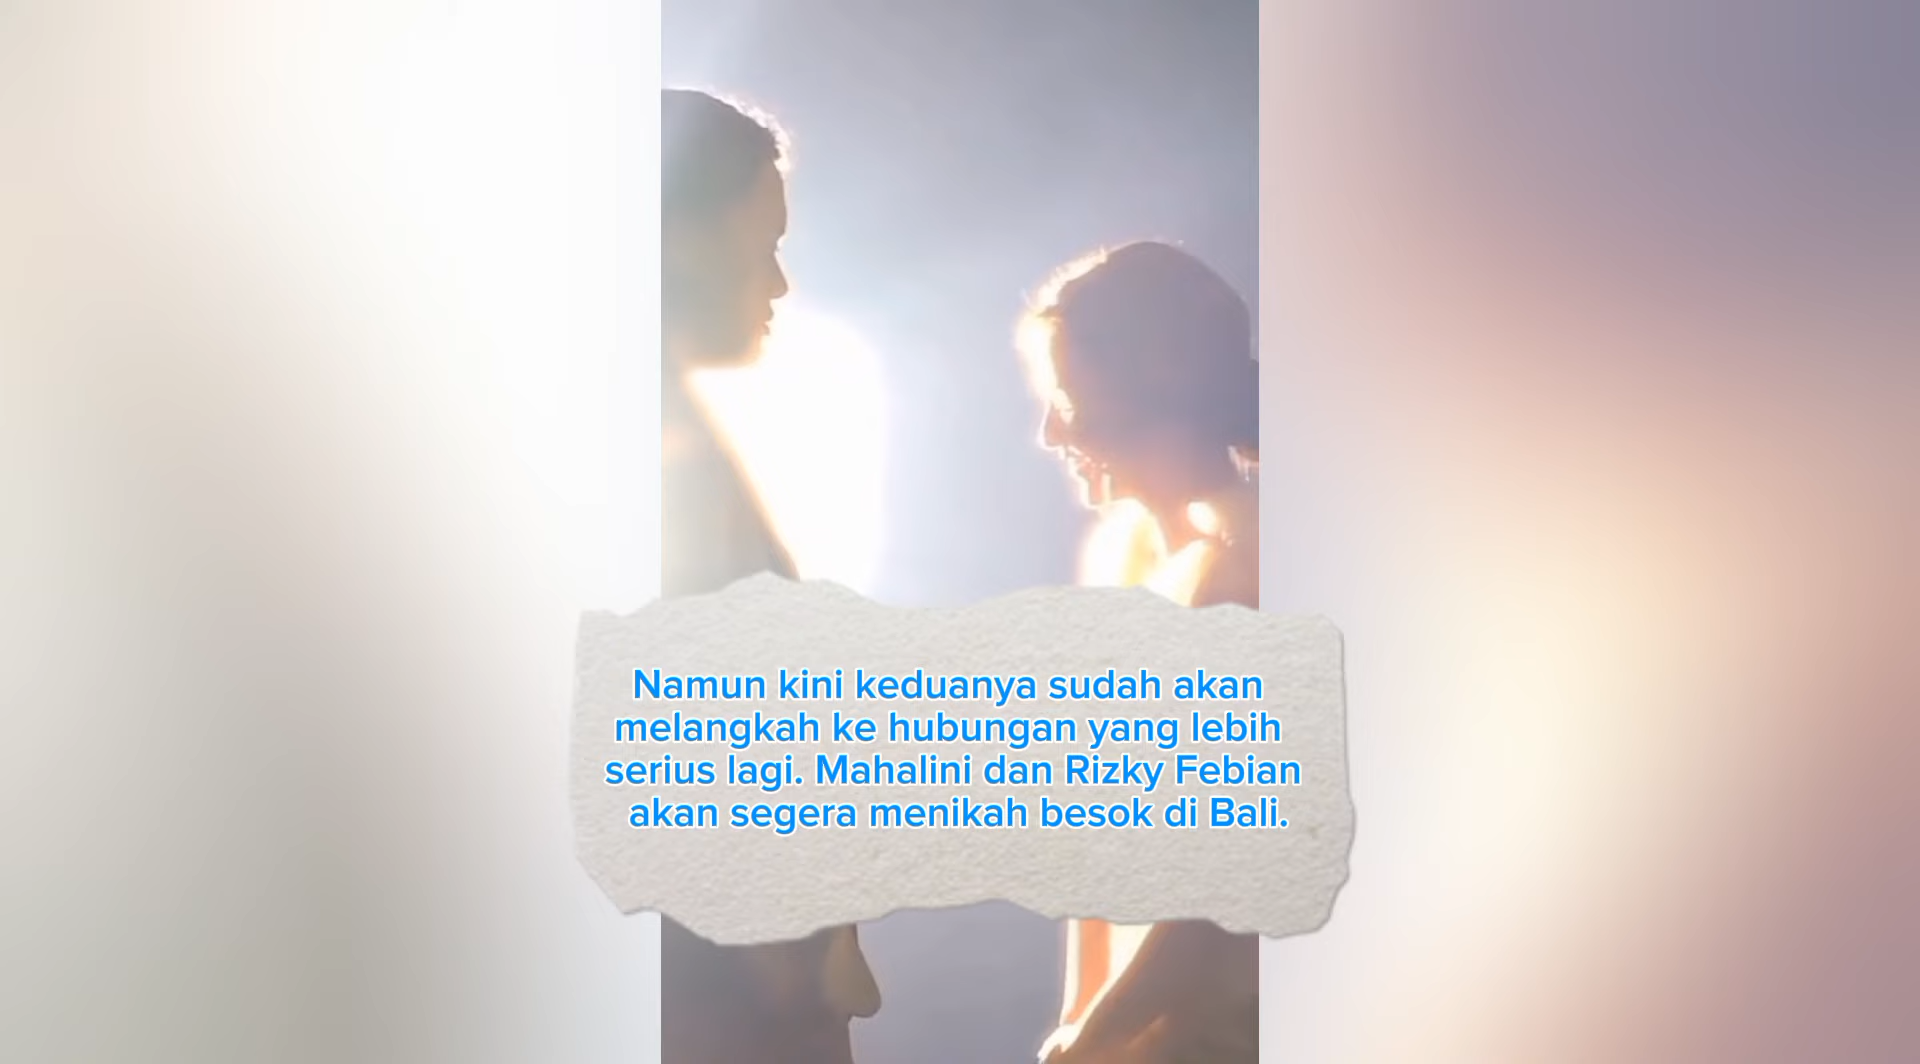 Namun kini keduanya sudah akan
melangkah ke hubungan yang lebih
serius lagi. Mahalini dan Rizky Febian
akan segera menikah besok di Bali.